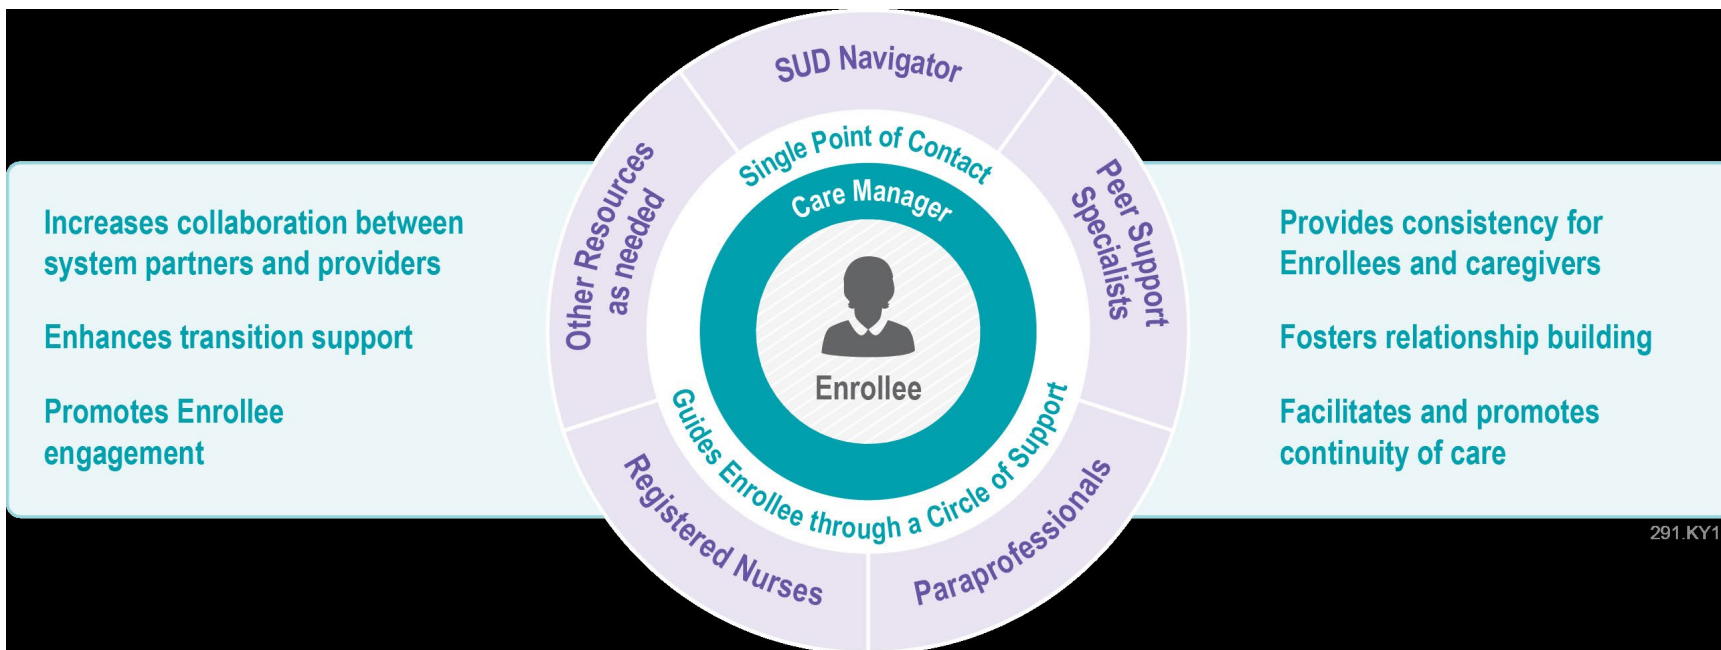 SUD Navigator
Single Point of Contact
Care Manager
Enrollee
Guides Enrollee through a Circle of Support
Other Resources
as needed
Peer Support
Specialists
Registered Nurses
Paraprofessionals
Increases collaboration between
system partners and providers
Enhances transition support
Promotes Enrollee
engagement
Provides consistency for
Enrollees and caregivers
Fosters relationship building
Facilitates and promotes
continuity of care
291.KY1